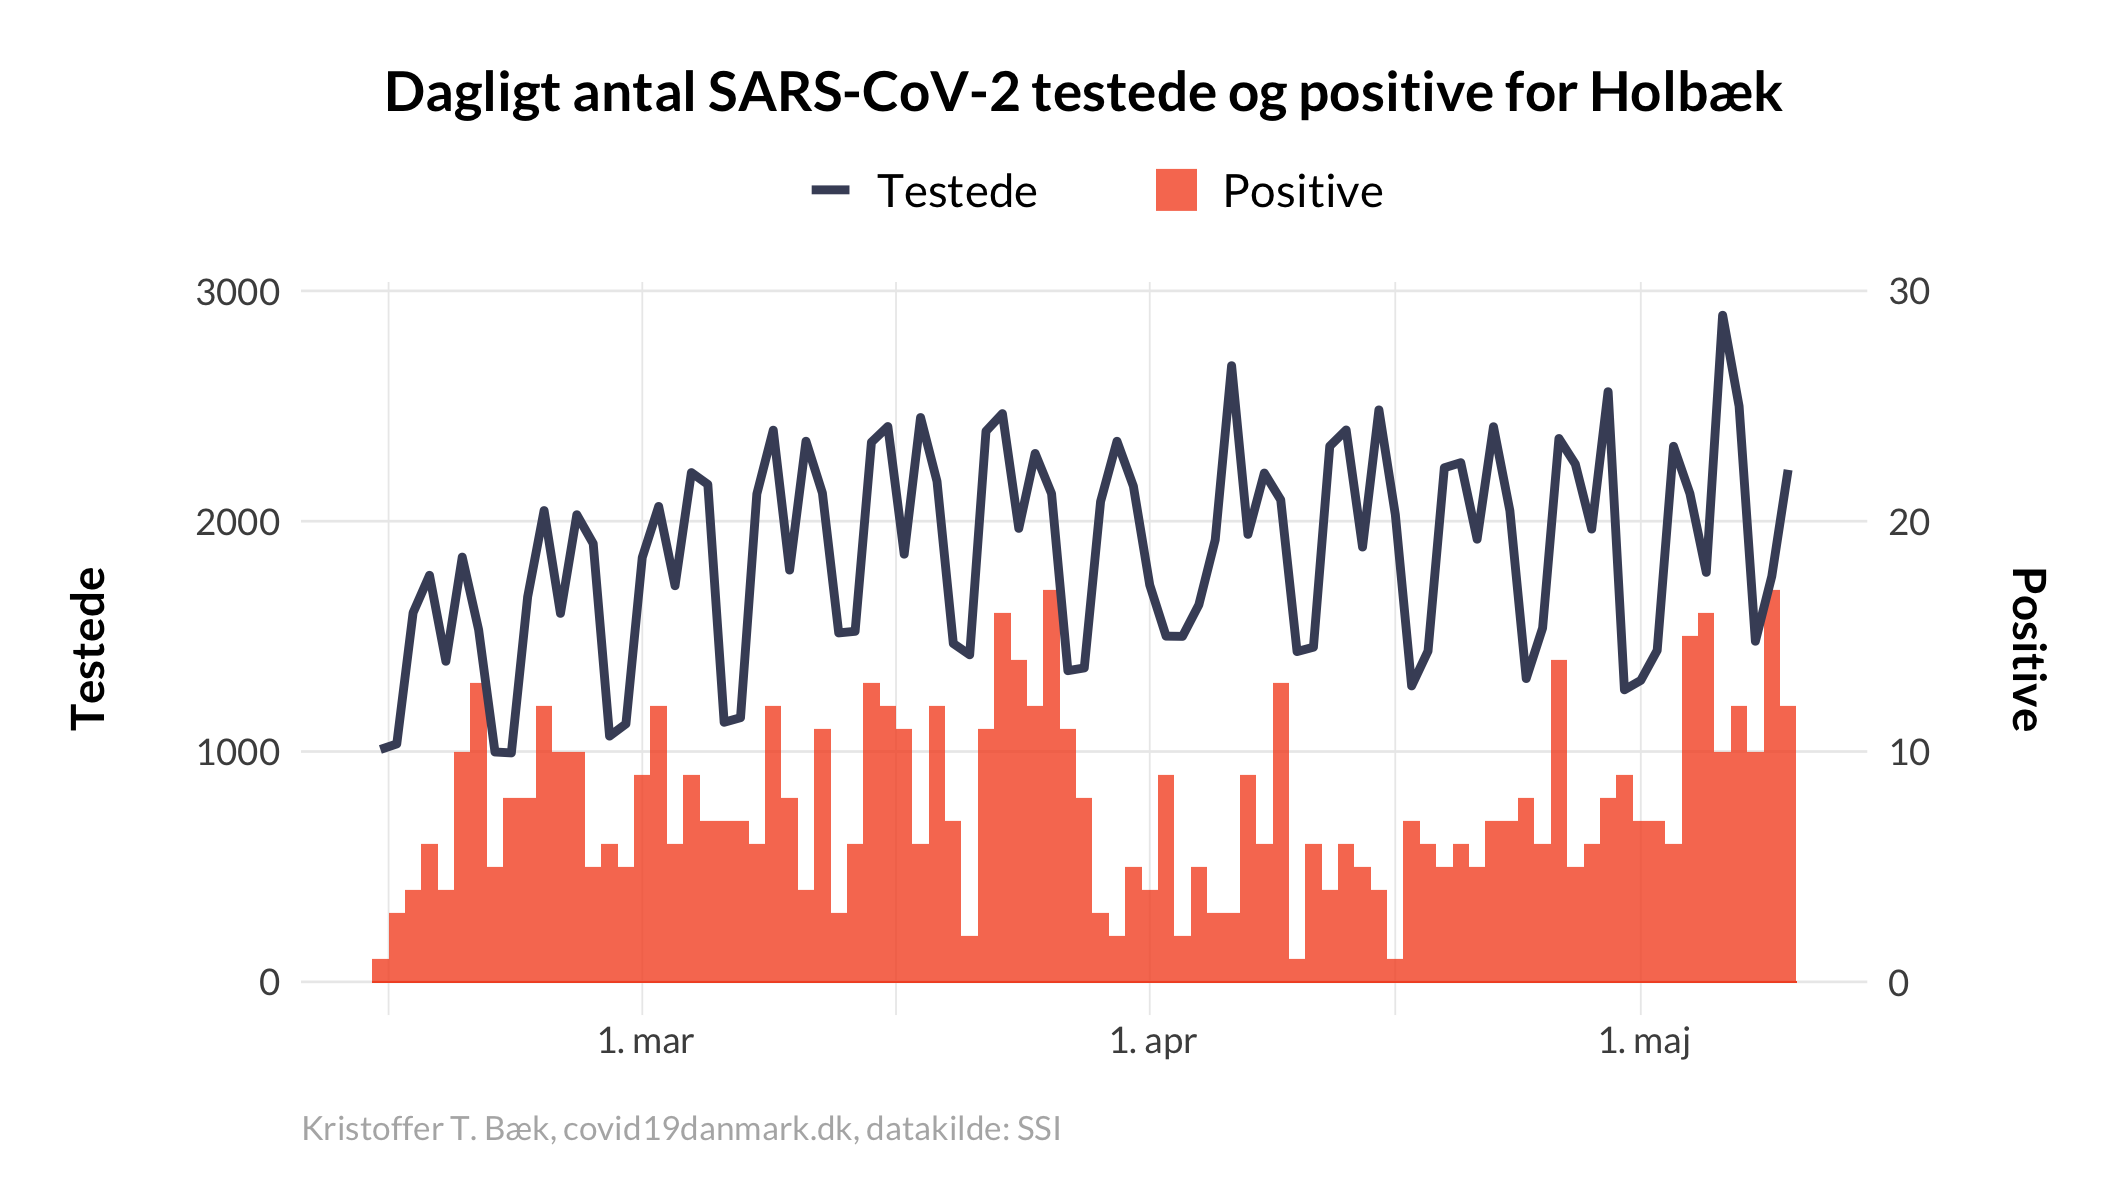 Dagligt antal SARS-CoV-2 testede og positive for Holbæk
Testede
Positive
3000
2000
1000
0
30
20
10
0
Testede
Positive
1. mar
1. apr
1. maj
Kristoffer T. Bæk, covid19danmark.dk, datakilde: SSI